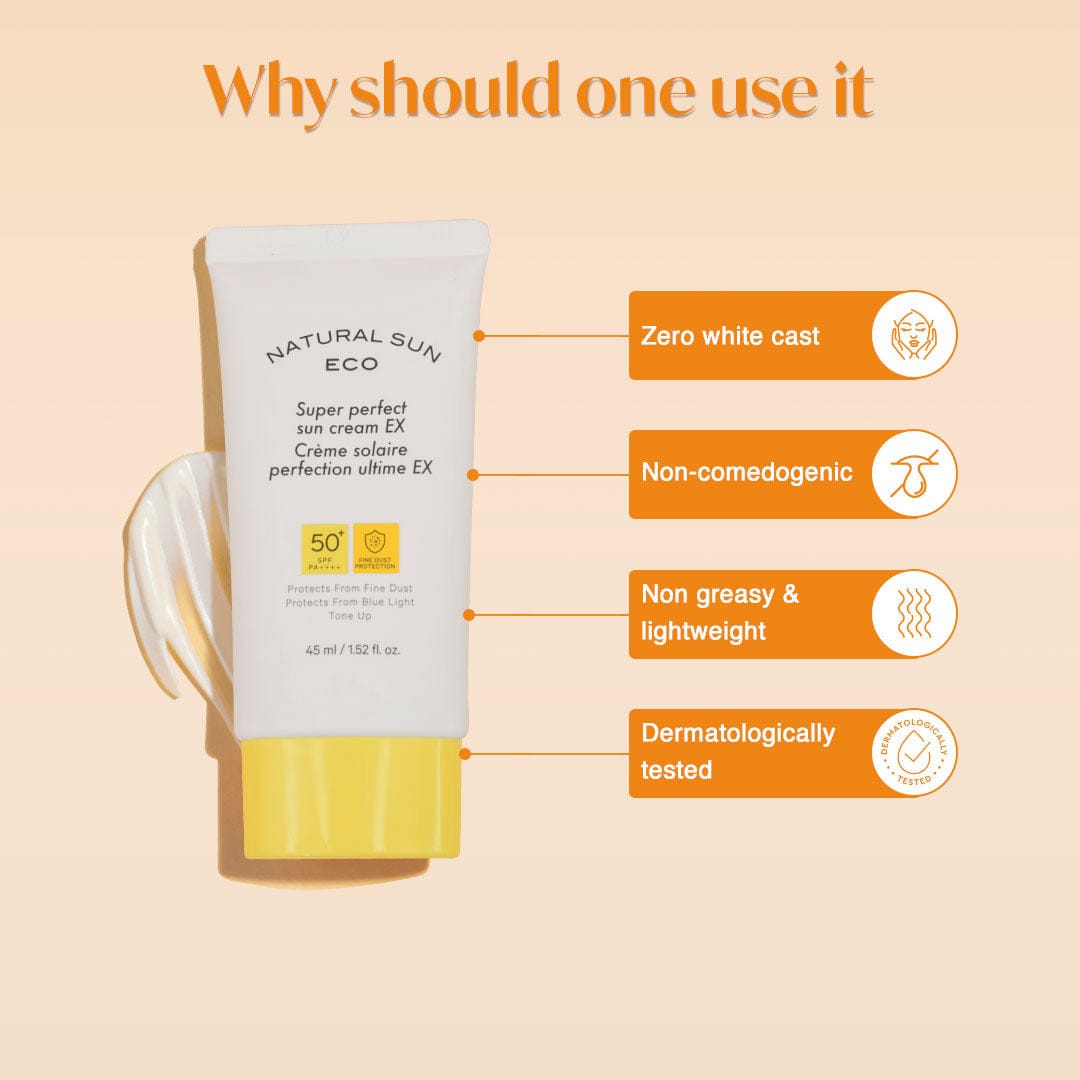 Why should one use it
NATURAL SUN
ECO
Super perfect
sun cream EX
Crème solaire
perfection ultime EX
50+
SPF
PA++++
FINE DUST
PROTECTION
Protects From Fine Dust
Protects From Blue Light
Tone Up
45 ml / 1.52 fl. oz.
Zero white cast
Non-comedogenic
Non greasy &
lightweight
Dermatologically
tested
DERMATOLOGICALLY
TESTED